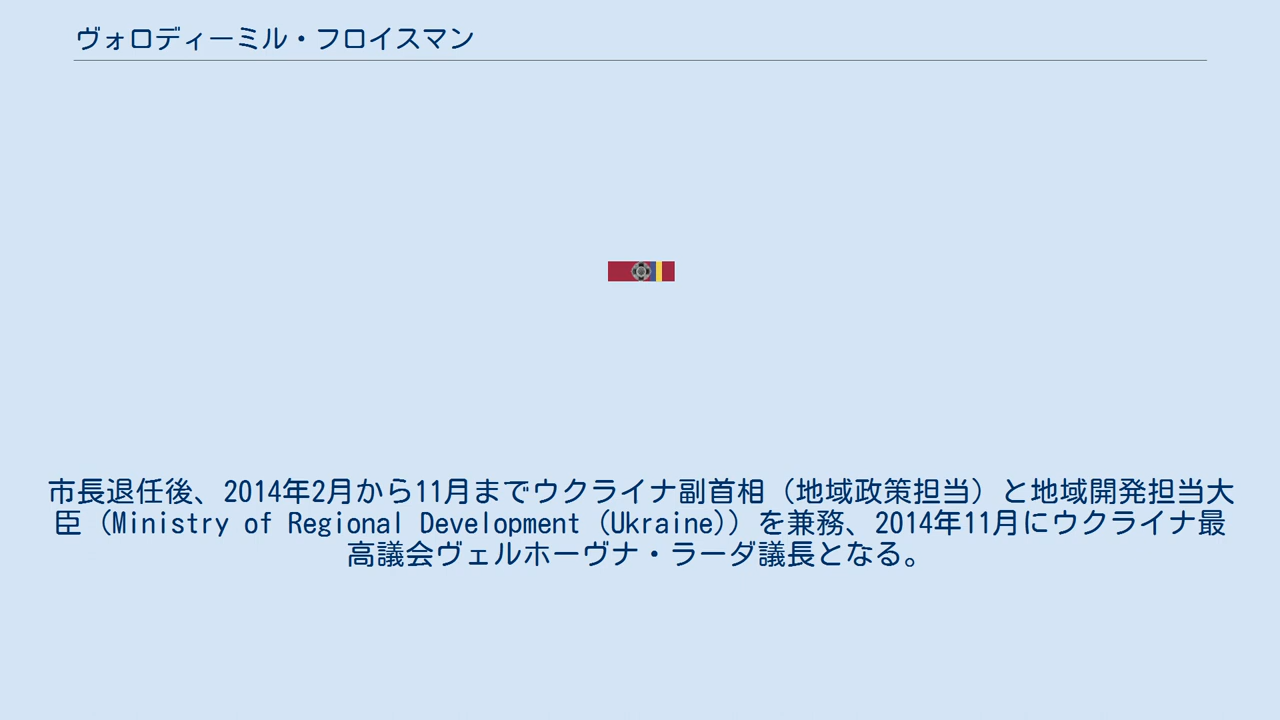 ヴォロディーミル・フロイスマン
市長退任後、2014年2月から11月までウクライナ副首相（地域政策担当）と地域開発担当大
臣（Ministry of Regional Development (Ukraine)）を兼務、2014年11月にウクライナ最
高議会ヴェルホーヴナ・ラーダ議長となる。